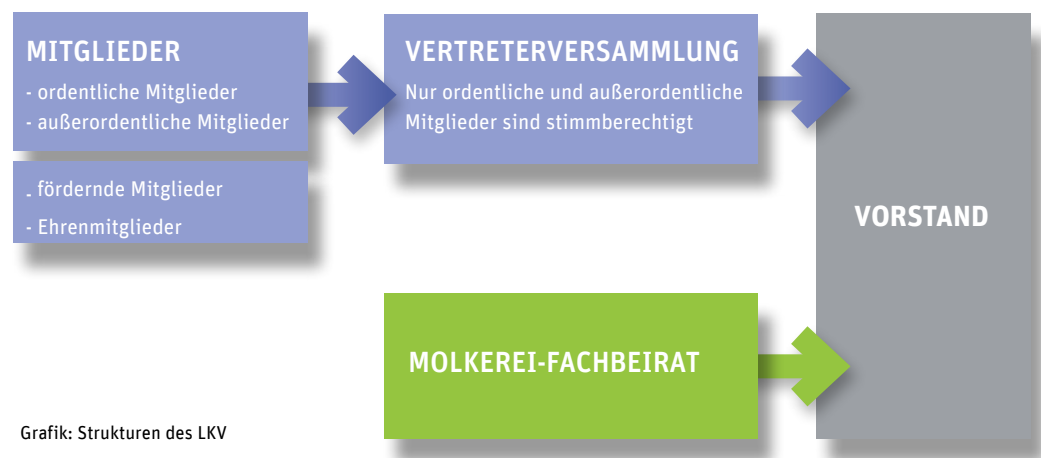 MITGLIEDER
- ordentliche Mitglieder
- außerordentliche Mitglieder
- fördernde Mitglieder
- Ehrenmitglieder
VERTRETERVERSAMMLUNG
Nur ordentliche und außerordentliche
Mitglieder sind stimmberechtigt
VORSTAND
MOLKEREI-FACHBEIRAT
Grafik: Strukturen des LKV